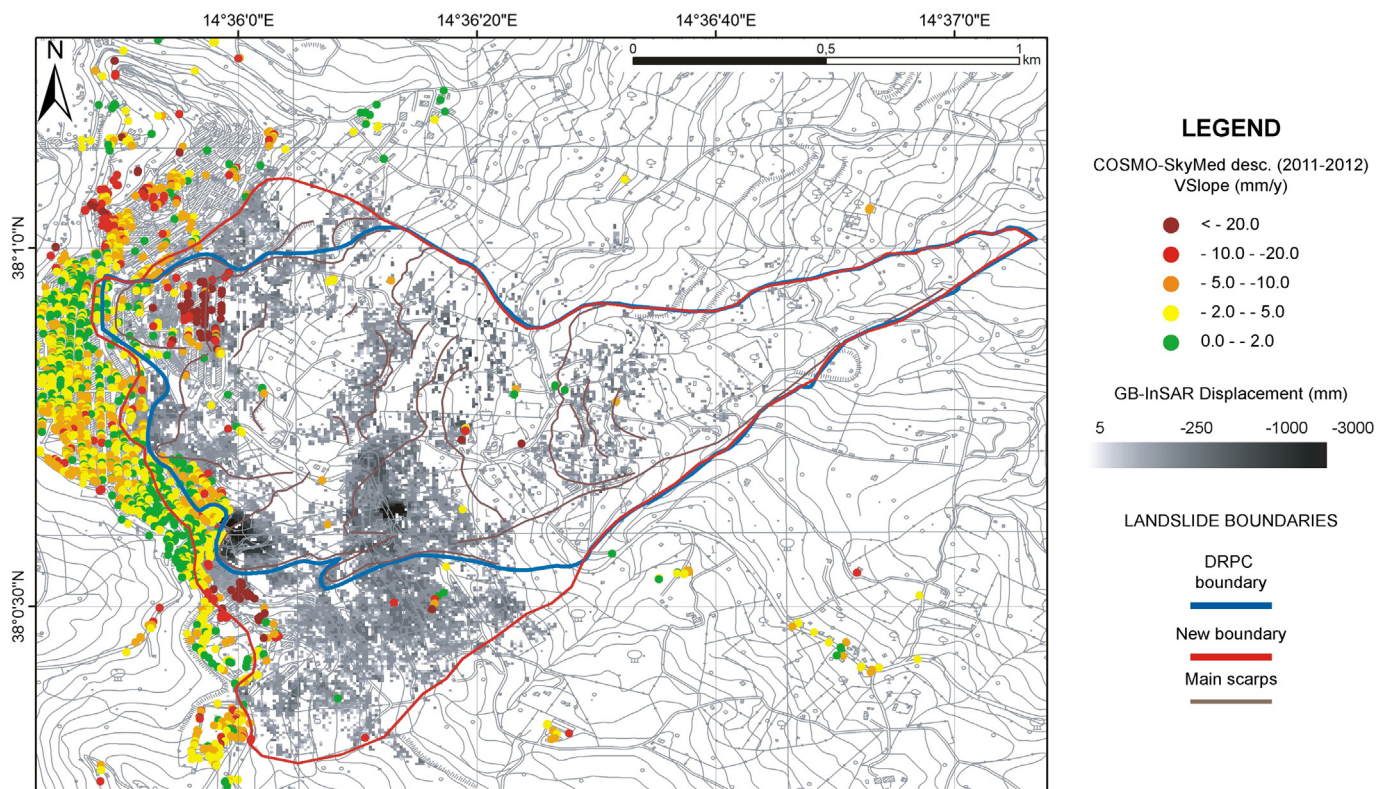 14°36'0"E
14°36'20"E
14°36'40"E
14°37'0"E
N
0
0,5
1
km
38°1'0"N
38°0'30"N
LEGEND
COSMO-SkyMed desc. (2011-2012)
VSlope (mm/y)
< - 20.0
- 10.0 - -20.0
- 5.0 - -10.0
- 2.0 - - 5.0
0.0 - - 2.0
GB-InSAR Displacement (mm)
5 -250 -1000 -3000
LANDSLIDE BOUNDARIES
DRPC
boundary
New boundary
Main scarps